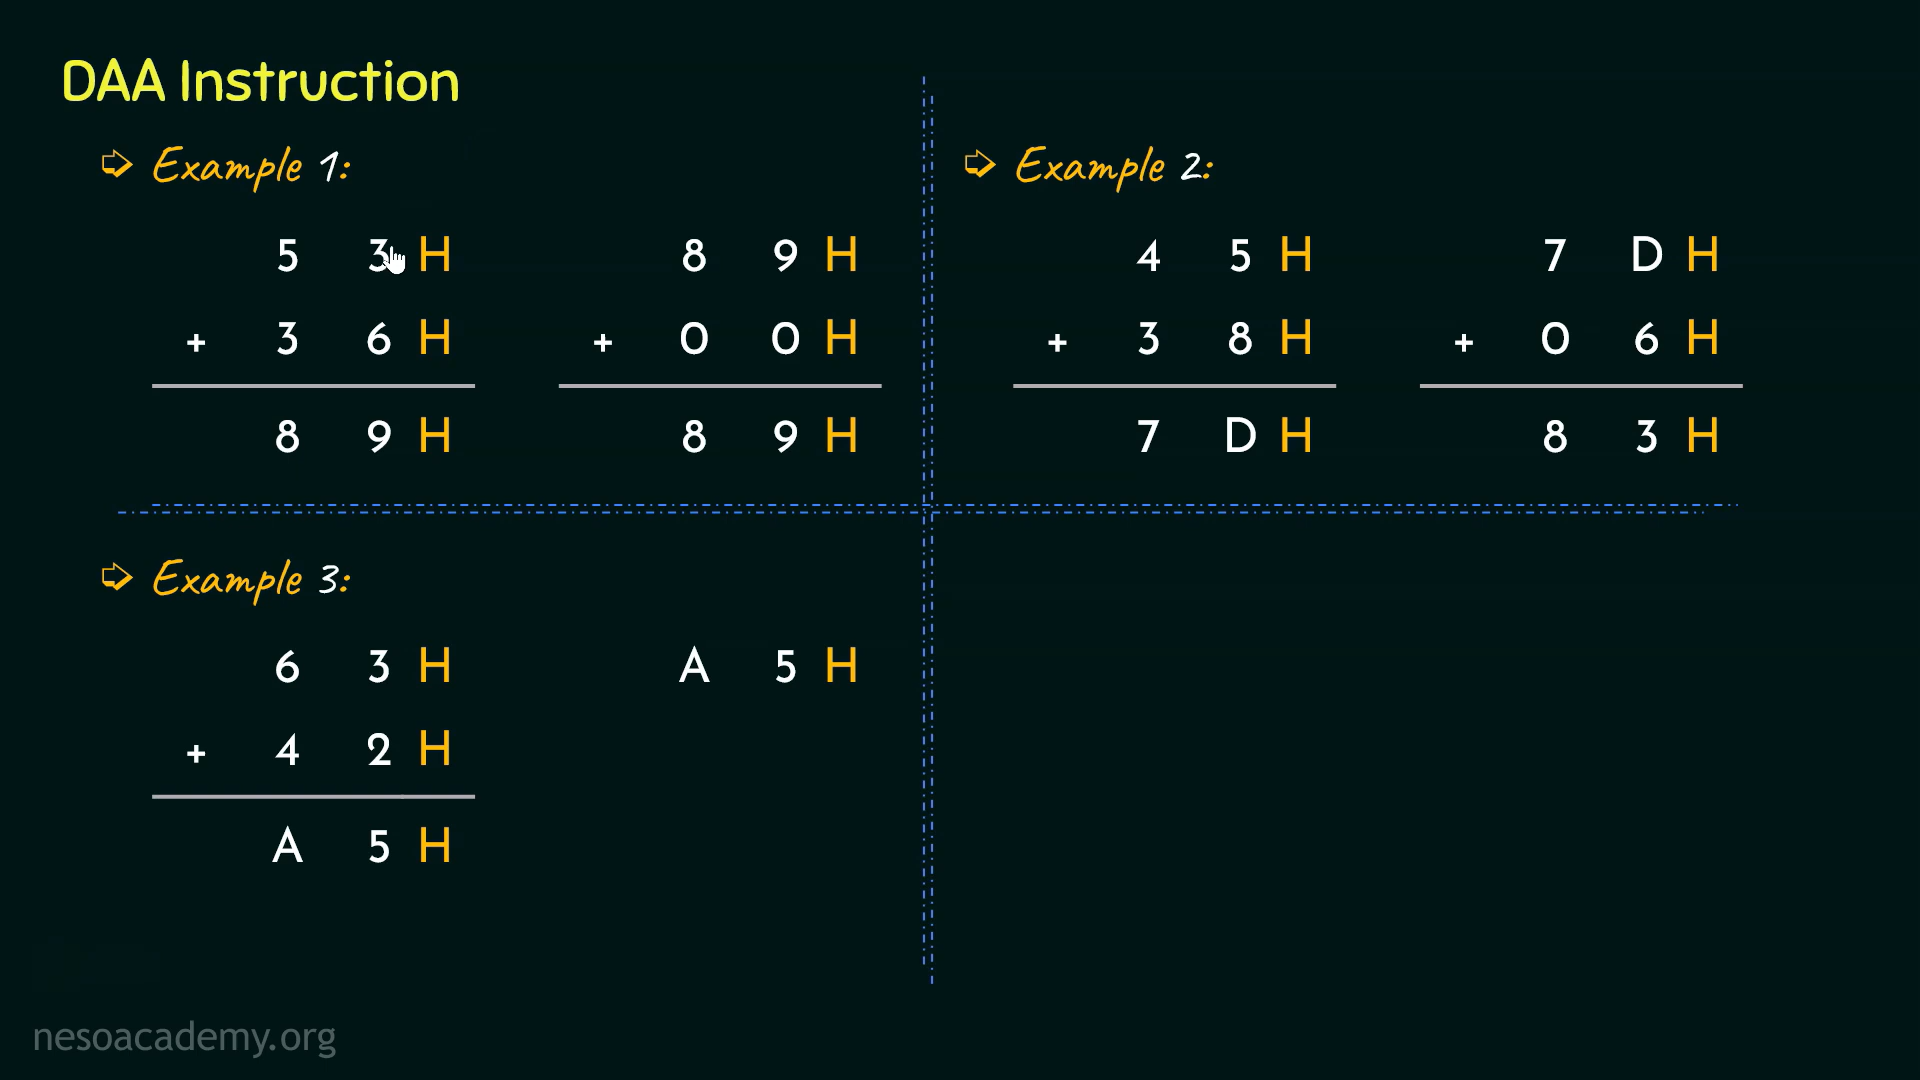 DAA Instruction
➩ Example 1:
5 3 H
+ 3 6 H
8 9 H
8 9 H
+ 0 0 H
8 9 H
➩ Example 2:
4 5 H
+ 3 8 H
7 D H
7 D H
+ 0 6 H
8 3 H
➩ Example 3:
6 3 H
+ 4 2 H
A 5 H
A 5 H
nesoacademy.org